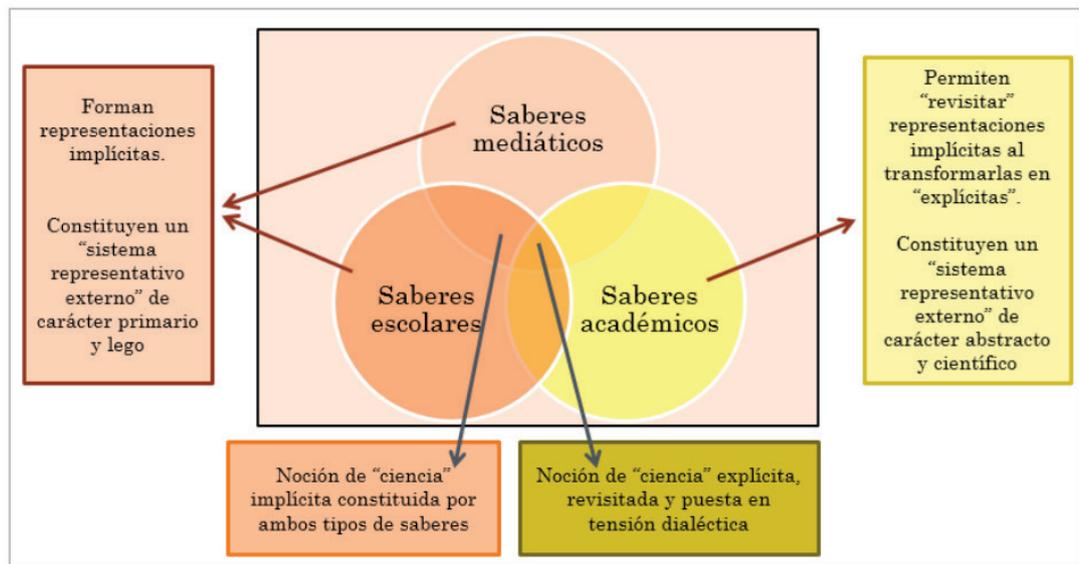 Forman
representaciones
implícitas.
Constituyen un
“sistema
representativo
externo” de
carácter primario
y lego
Saberes
mediáticos
Saberes
escolares
Saberes
académicos
Permiten
“revisitar”
representaciones
implícitas al
transformarlas en
“explícitas”.
Constituyen un
“sistema
representativo
externo” de
carácter abstracto
y científico
Noción de “ciencia”
implícita constituida por
ambos tipos de saberes
Noción de “ciencia” explícita,
revisitada y puesta en
tensión dialéctica